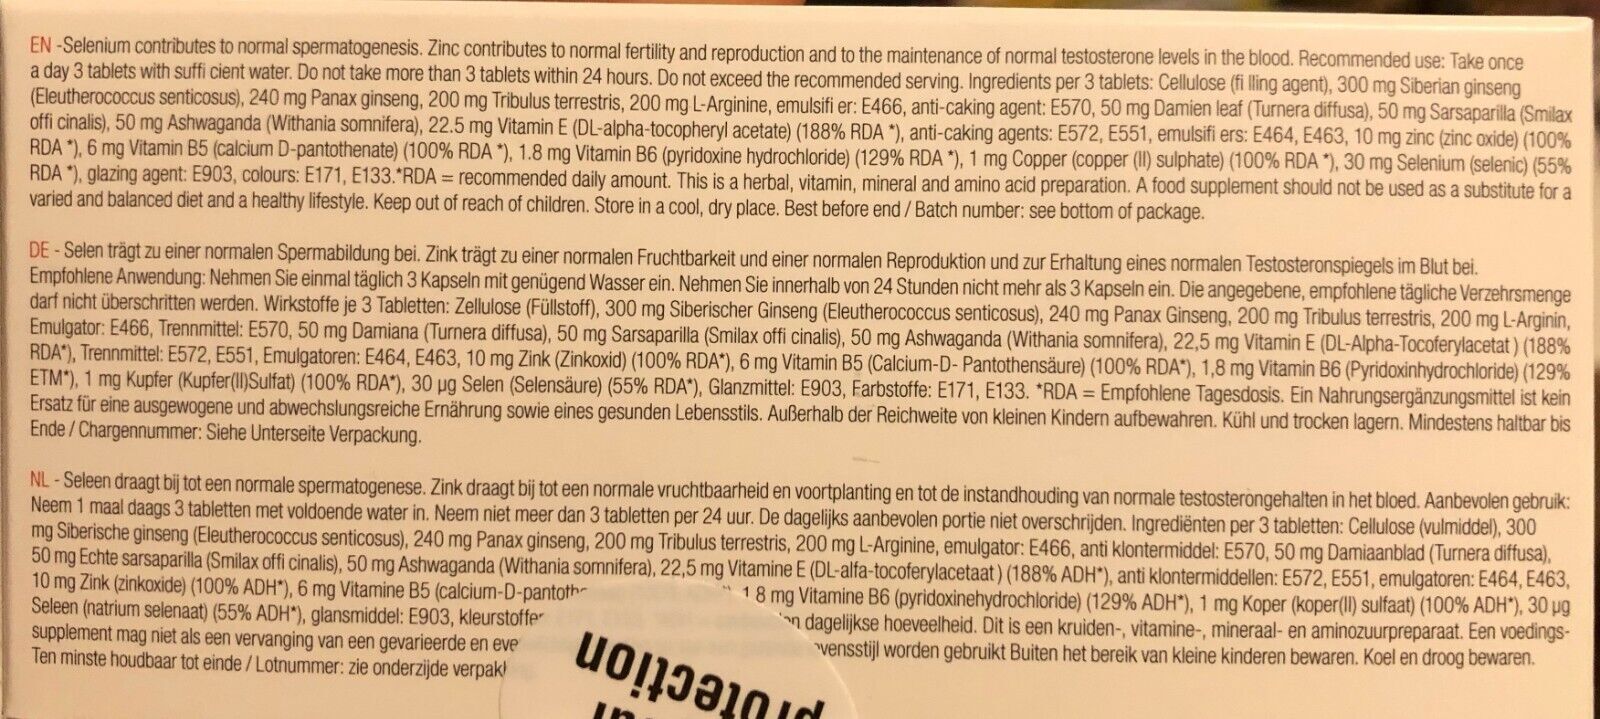 EN -Selenium contributes to normal spermatogenesis. Zinc contributes to normal fertility and reproduction and to the maintenance of normal testosterone levels in the blood. Recommended use: Take once
a day 3 tablets with suffi cient water. Do not take more than 3 tablets within 24 hours. Do not exceed the recommended serving. Ingredients per 3 tablets: Cellulose (fi lling agent), 300 mg Siberian ginseng
(Eleutherococcus senticosus), 240 mg Panax ginseng, 200 mg Tribulus terrestris, 200 mg L-Arginine, emulsifi er: E466, anti-caking agent: E570, 50 mg Damien leaf (Turnera diffusa), 50 mg Sarsaparilla (Smilax
offi cinalis), 50 mg Ashwaganda (Withania somnifera), 22.5 mg Vitamin E (DL-alpha-tocopheryl acetate) (188% RDA *), anti-caking agents: E572, E551, emulsifi ers: E464, E463, 10 mg zinc (zinc oxide) (100%
RDA *), 6 mg Vitamin B5 (calcium D-pantothenate) (100% RDA *), 1.8 mg Vitamin B6 (pyridoxine hydrochloride) (129% RDA *), 1 mg Copper (copper (II) sulphate) (100% RDA *), 30 mg Selenium (selenic) (55%
RDA *), glazing agent: E903, colours: E171, E133.*RDA = recommended daily amount. This is a herbal, vitamin, mineral and amino acid preparation. A food supplement should not be used as a substitute for a
varied and balanced diet and a healthy lifestyle. Keep out of reach of children. Store in a cool, dry place. Best before end / Batch number: see bottom of package.
DE - Selen trägt zu einer normalen Spermabildung bei. Zink trägt zu einer normalen Fruchtbarkeit und einer normalen Reproduktion und zur Erhaltung eines normalen Testosteronspiegels im Blut bei.
Empfohlene Anwendung: Nehmen Sie einmal täglich 3 Kapseln mit genügend Wasser ein. Nehmen Sie innerhalb von 24 Stunden nicht mehr als 3 Kapseln ein. Die angegebene, empfohlene tägliche Verzehrsmenge
darf nicht überschritten werden. Wirkstoffe je 3 Tabletten: Zellulose (Füllstoff), 300 mg Siberischer Ginseng (Eleutherococcus senticosus), 240 mg Panax Ginseng, 200 mg Tribulus terrestris, 200 mg L-Arginin,
Emulgator: E466, Trennmittel: E570, 50 mg Damiana (Turnera diffusa), 50 mg Sarsaparilla (Smilax offi cinalis), 50 mg Ashwaganda (Withania somnifera), 22,5 mg Vitamin E (DL-Alpha-Tocoferylacetat ) (188%
RDA*), Trennmittel: E572, E551, Emulgatoren: E464, E463, 10 mg Zink (Zinkoxid) (100% RDA*), 6 mg Vitamin B5 (Calcium-D- Pantothensäure) (100% RDA*), 1,8 mg Vitamin B6 (Pyridoxinhydrochloride) (129%
ETM*), 1 mg Kupfer (Kupfer(II)Sulfat) (100% RDA*), 30 µg Selen (Selensäure) (55% RDA*), Glanzmittel: E903, Farbstoffe: E171, E133. *RDA = Empfohlene Tagesdosis. Ein Nahrungsergänzungsmittel ist kein
Ersatz für eine ausgewogene und abwechslungsreiche Ernährung sowie eines gesunden Lebensstils. Außerhalb der Reichweite von kleinen Kindern aufbewahren. Kühl und trocken lagern. Mindestens haltbar bis
Ende / Chargennummer: Siehe Unterseite Verpackung.
NL - Seleen draagt bij tot een normale spermatogenese. Zink draagt bij tot een normale vruchtbaarheid en voortplanting en tot de instandhouding van normale testosterongehalten in het bloed. Aanbevolen gebruik:
Neem 1 maal daags 3 tabletten met voldoende water in. Neem niet meer dan 3 tabletten per 24 uur. De dagelijks aanbevolen portie niet overschrijden. Ingrediënten per 3 tabletten: Cellulose (vulmiddel), 300
mg Siberische ginseng (Eleutherococcus senticosus), 240 mg Panax ginseng, 200 mg Tribulus terrestris, 200 mg L-Arginine, emulgator: E466, anti klontermiddel: E570, 50 mg Damiaanblad (Turnera diffusa),
50 mg Echte sarsaparilla (Smilax offi cinalis), 50 mg Ashwaganda (Withania somnifera), 22,5 mg Vitamine E (DL-alfa-tocoferylacetaat ) (188% ADH*), anti klontermiddellen: E572, E551, emulgatoren: E464, E463,
10 mg Zink (zinkoxide) (100% ADH*), 6 mg Vitamine B5 (calcium-D-pantothe 1 8 mg Vitamine B6 (pyridoxinehydrochloride) (129% ADH*), 1 mg Koper (koper(II) sulfaat) (100% ADH*), 30 µg
Seleen (natrium selenaat) (55% ADH*), glansmiddel: E903, kleurstoffe dagelijkse hoeveelheid. Dit is een kruiden-, vitamine-, mineraal- en aminozuurpreparaat. Een voedings-
supplement mag niet als een vervanging van een gevarieerde en eve evensstijl worden gebruikt Buiten het bereik van kleine kinderen bewaren. Koel en droog bewaren.
Ten minste houdbaar tot einde / Lotnummer: zie onderzijde verpak
protection